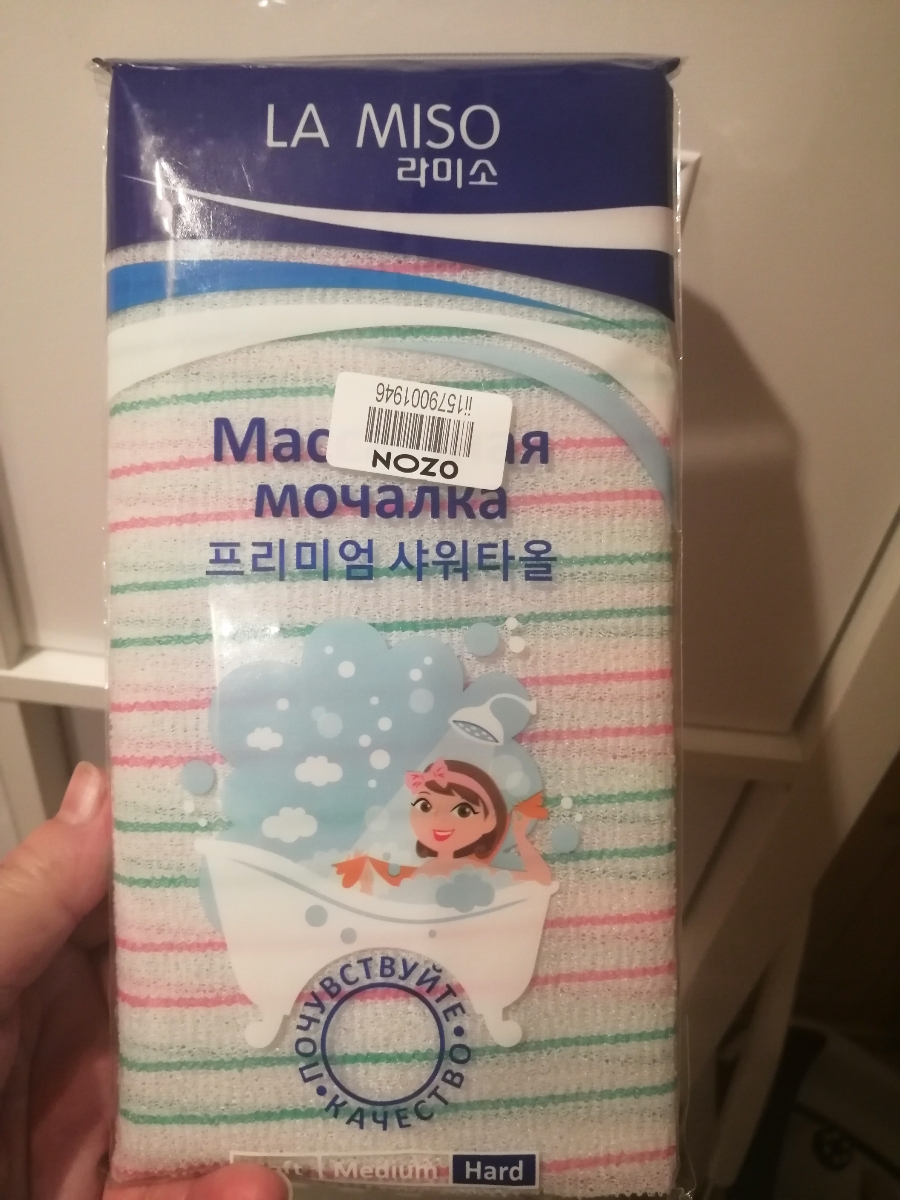 LA MISO
라미소
ii1579001946
OZON
мочалка
프리미엄 샤워타올
ПОЧУВСТВУЙТЕ • КАЧЕСТВО •
Medium Hard